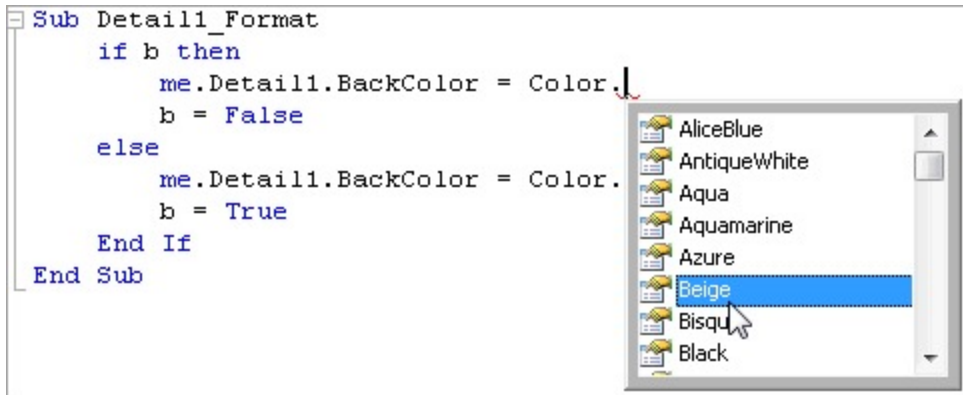 Sub Detail1_Format
if b then
me.Detail1.BackColor = Color.
b = False
else
me.Detail1.BackColor = Color.
b = True
End If
End Sub
AliceBlue
AntiqueWhite
Aqua
Aquamarine
Azure
Beige
Bisqu
Black